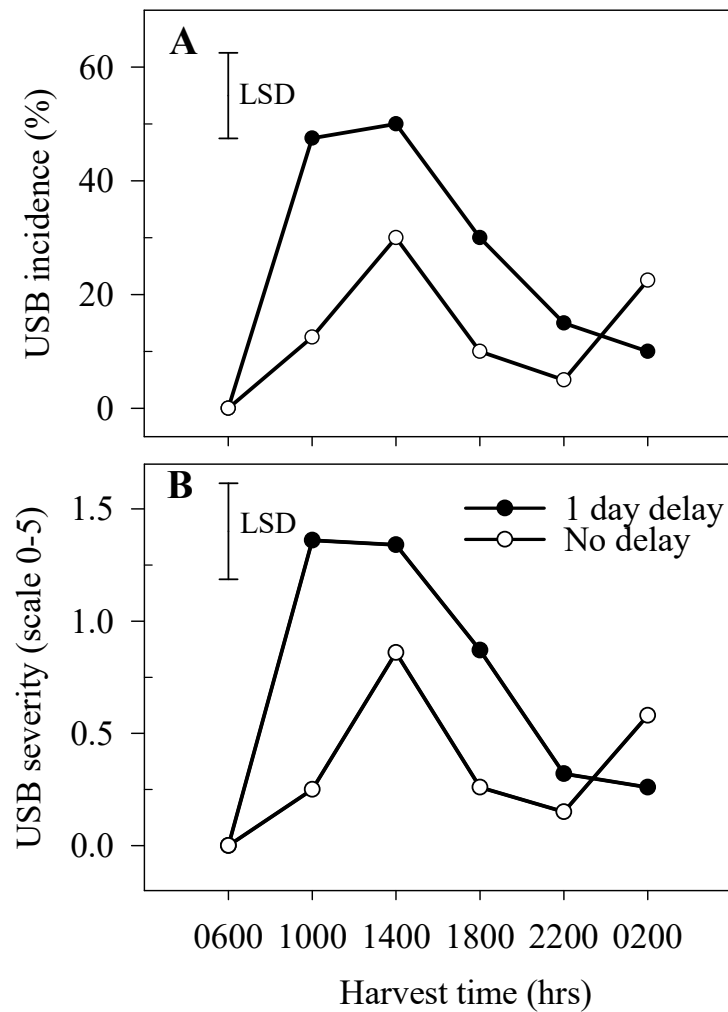 A
LSD
60
40
20
0
USB incidence (%)
B
LSD
1 day delay
No delay
1.5
1.0
0.5
0.0
USB severity (scale 0-5)
0600 1000 1400 1800 2200 0200
Harvest time (hrs)